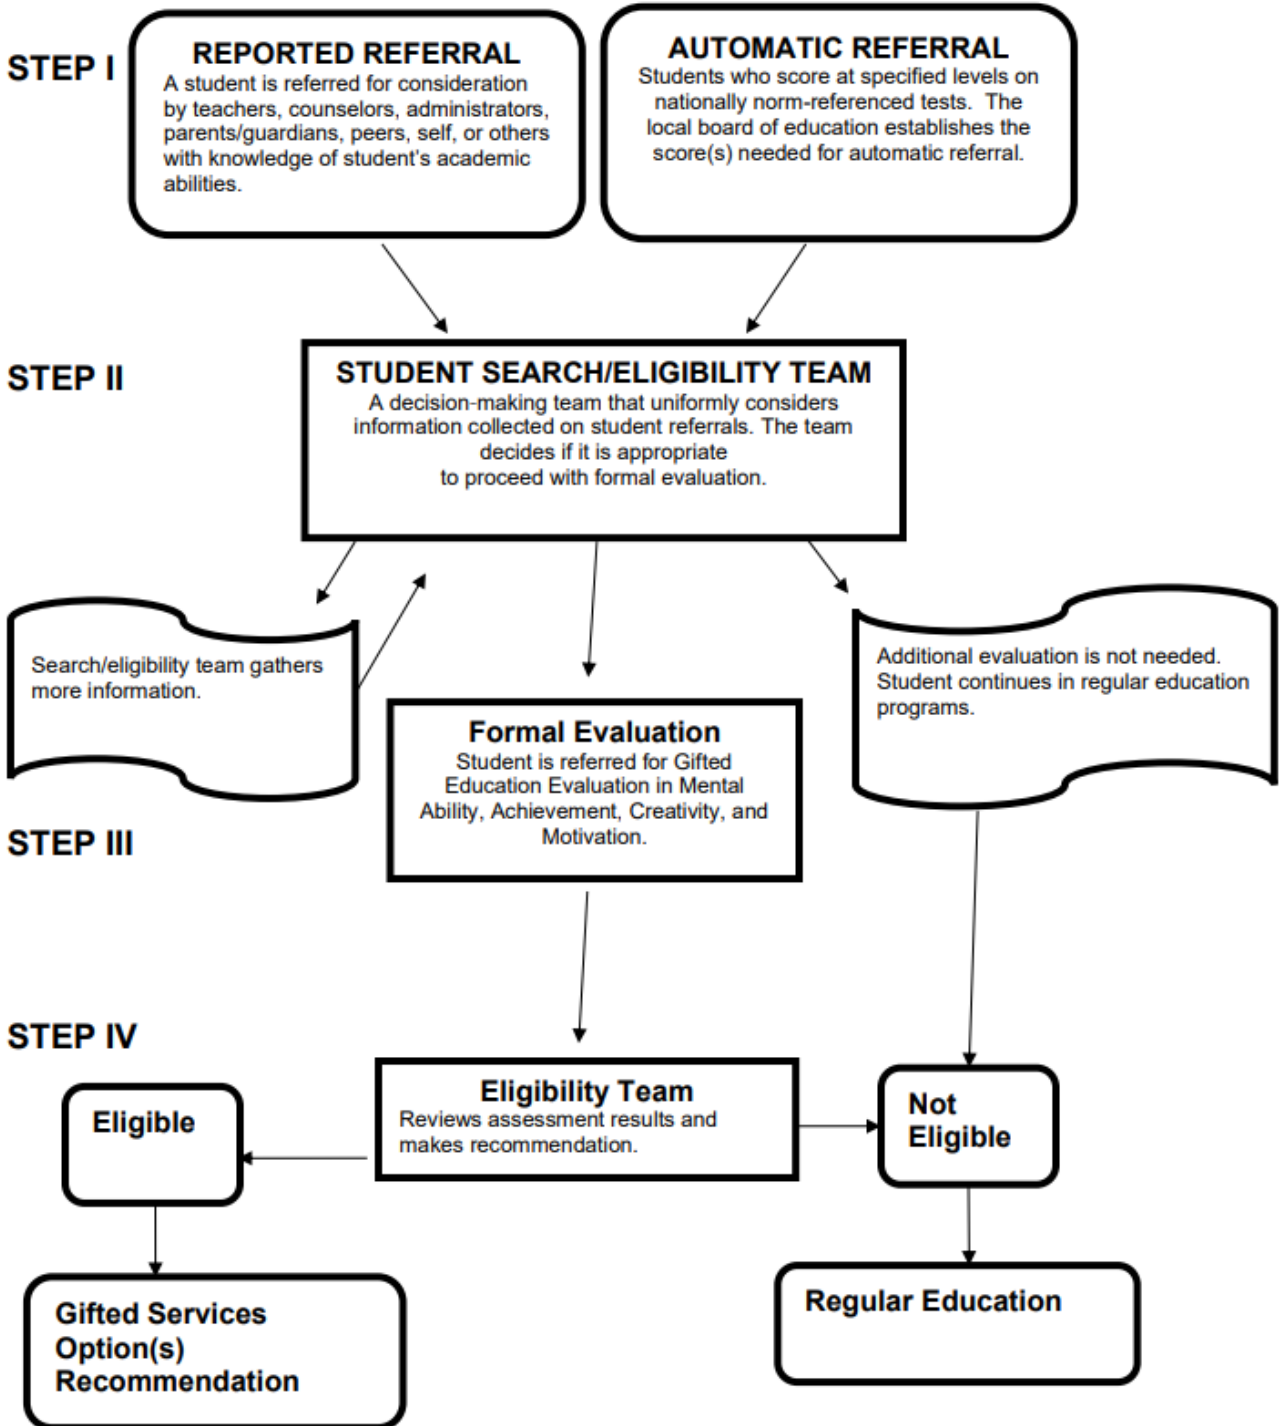 STEP I
REPORTED REFERRAL
A student is referred for consideration
by teachers, counselors, administrators,
parents/guardians, peers, self, or others
with knowledge of student's academic
abilities.
AUTOMATIC REFERRAL
Students who score at specified levels on
nationally norm-referenced tests. The
local board of education establishes the
score(s) needed for automatic referral.
STEP II
STUDENT SEARCH/ELIGIBILITY TEAM
A decision-making team that uniformly considers
information collected on student referrals. The team
decides if it is appropriate
to proceed with formal evaluation.
Search/eligibility team gathers
more information.
Additional evaluation is not needed.
Student continues in regular education
programs.
STEP III
Formal Evaluation
Student is referred for Gifted
Education Evaluation in Mental
Ability, Achievement, Creativity, and
Motivation.
STEP IV
Eligible
Eligibility Team
Reviews assessment results and
makes recommendation.
Not
Eligible
Gifted Services
Option(s)
Recommendation
Regular Education